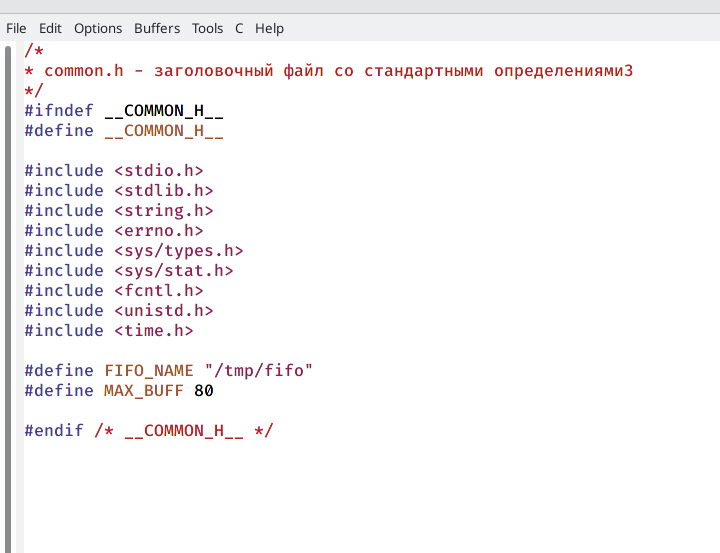 File Edit Options Buffers Tools C Help
/*
* common.h - заголовочный файл со стандартными определениями3
*/
#ifndef __COMMON_H__
#define __COMMON_H__
#include <stdio.h>
#include <stdlib.h>
#include <string.h>
#include <errno.h>
#include <sys/types.h>
#include <sys/stat.h>
#include <fcntl.h>
#include <unistd.h>
#include <time.h>
#define FIFO_NAME "/tmp/fifo"
#define MAX_BUFF 80
#endif /* __COMMON_H__ */